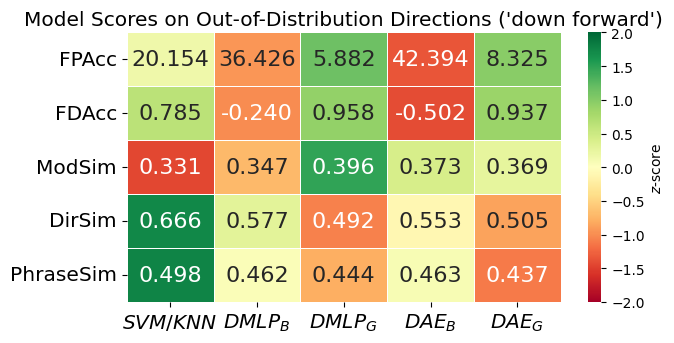 Model Scores on Out-of-Distribution Directions ('down forward')
FPAcc 20.154 36.426 5.882 42.394 8.325
FDAcc 0.785 -0.240 0.958 -0.502 0.937
ModSim 0.331 0.347 0.396 0.373 0.369
DirSim 0.666 0.577 0.492 0.553 0.505
PhraseSim 0.498 0.462 0.444 0.463 0.437
SVM/KNN DMLP_B DMLP_G DAE_B DAE_G
2.0
1.5
1.0
0.5
0.0
−0.5
−1.0
−1.5
−2.0
z-score